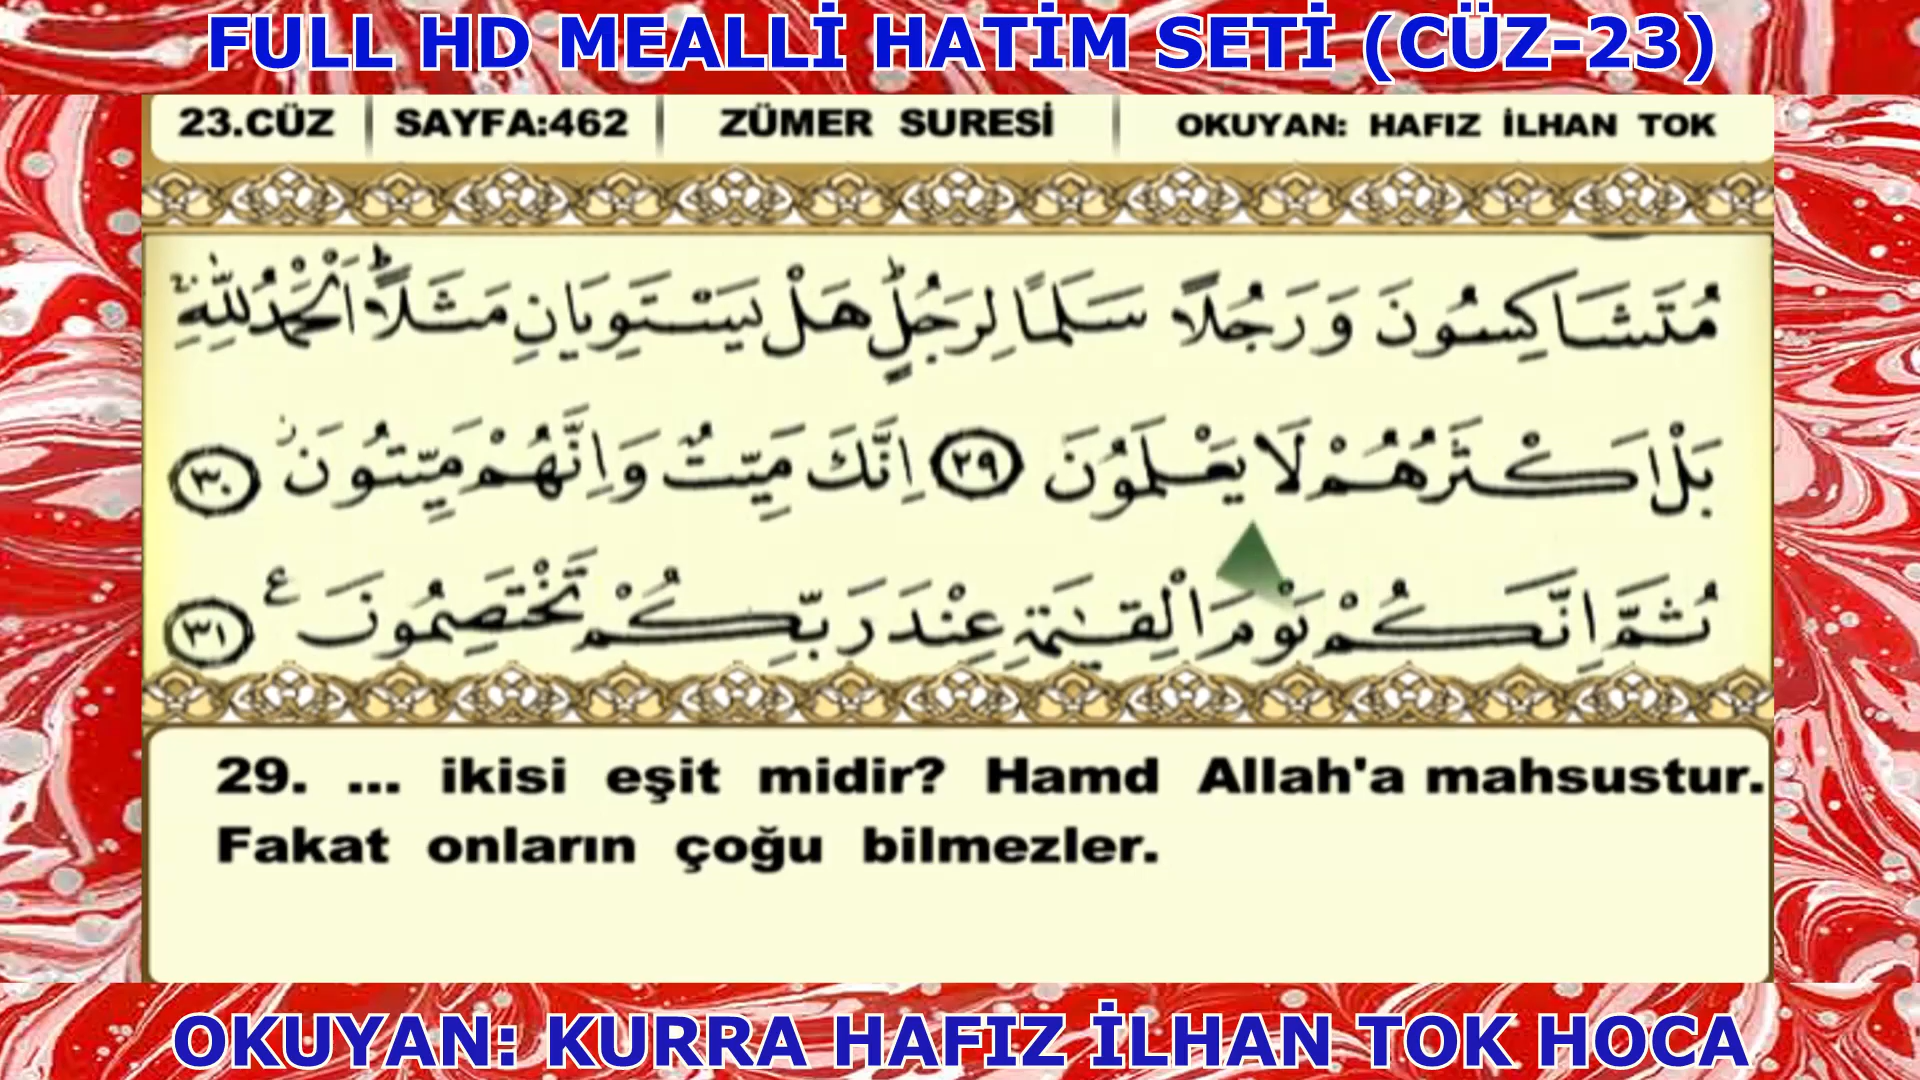 FULL HD MEALLİ HATİM SETİ (CÜZ-23)
23.CÜZ | SAYFA:462 | ZÜMER SURESİ | OKUYAN: HAFIZ İLHAN TOK
مُتَشَاكِسُونَ وَرَجُلًا سَلَمًا لِرَجُلٍۜ هَلْ يَسْتَوِيَانِ مَثَلًاۜ اَلْحَمْدُ لِلّٰهِۚ
بَلْ اَكْثَرُهُمْ لَا يَعْلَمُونَ ﴿٢٩﴾ اِنَّكَ مَيِّتٌ وَاِنَّهُمْ مَيِّتُونَۘ ﴿٣٠﴾
ثُمَّ اِنَّكُمْ يَوْمَ الْقِيٰمَةِ عِنْدَ رَبِّكُمْ تَخْتَصِمُونَ ع ﴿٣١﴾
29. ... ikisi eşit midir? Hamd Allah'a mahsustur.
Fakat onların çoğu bilmezler.
OKUYAN: KURRA HAFIZ İLHAN TOK HOCA